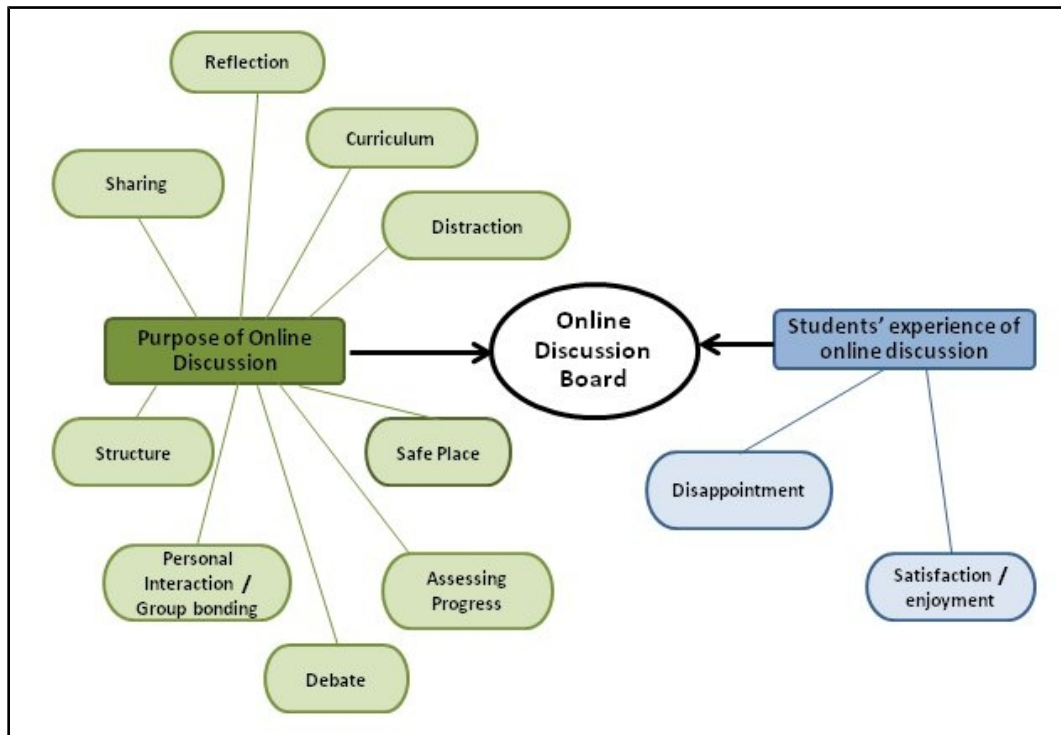 Reflection
Curriculum
Sharing
Distraction
Purpose of Online
Discussion
Online
Discussion
Board
Students’ experience of
online discussion
Structure
Safe Place
Disappointment
Personal
Interaction /
Group bonding
Assessing
Progress
Satisfaction /
enjoyment
Debate